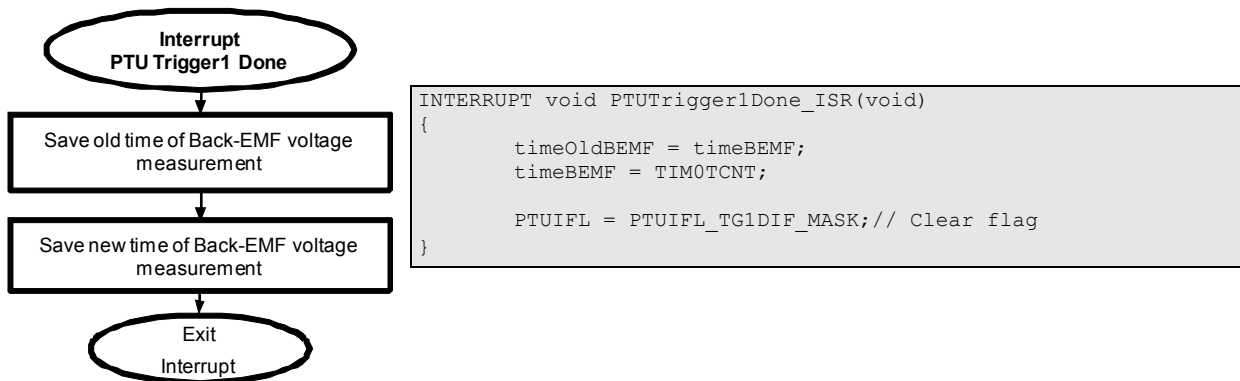 Interrupt
PTU Trigger1 Done
Save old time of Back-EMF voltage
measurement
Save new time of Back-EMF voltage
measurement
Exit
Interrupt
INTERRUPT void PTUTrigger1Done_ISR(void)
{
timeOldBEMF = timeBEMF;
timeBEMF = TIM0TCNT;
PTUIFL = PTUIFL_TG1DIF_MASK;// Clear flag
}